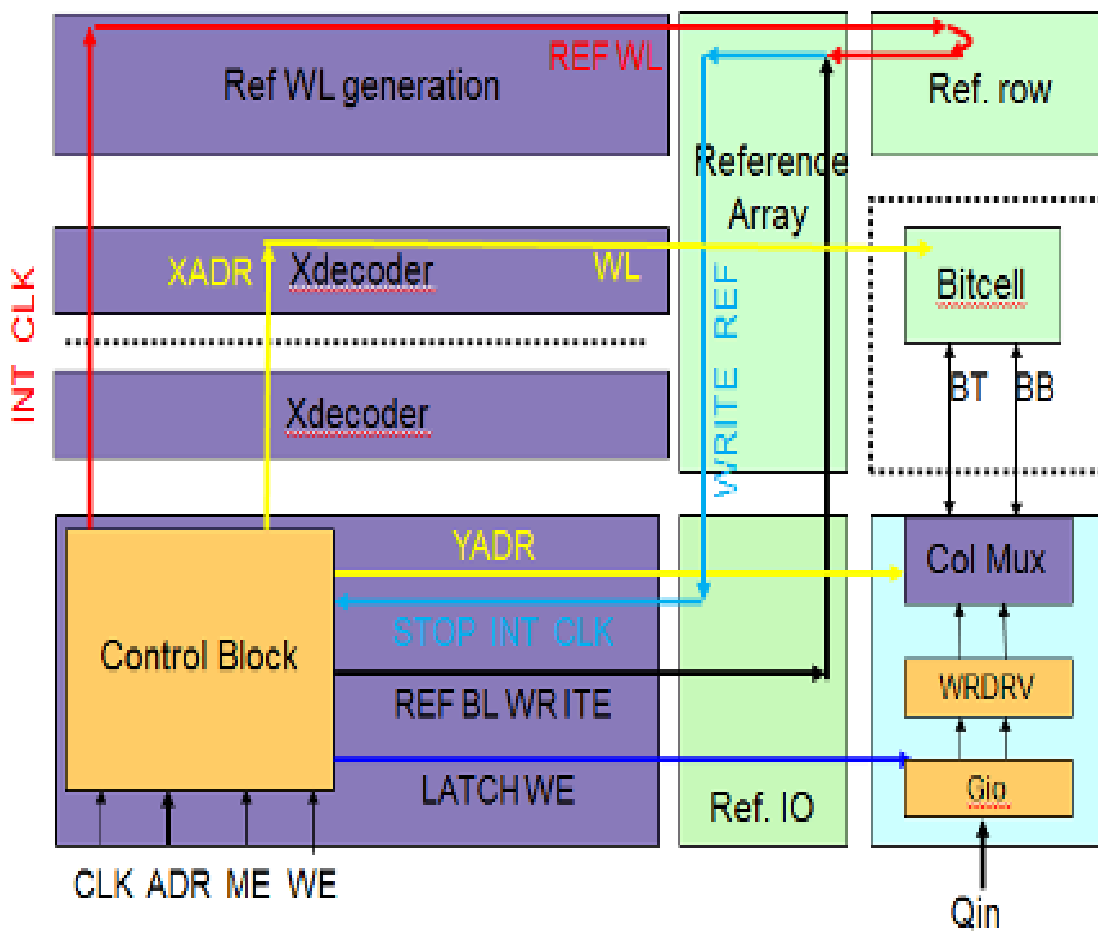 REF WL
Ref WL generation
Ref. row
Reference
Array
INT CLK
XADR
Xdecoder
WL
WRITE REF
Bitcell
BT
BB
Xdecoder
YADR
Col Mux
STOP INT CLK
Control Block
REF BL WRITE
WRDRV
LATCH WE
Gio
Ref. IO
CLK ADR ME WE
Qin